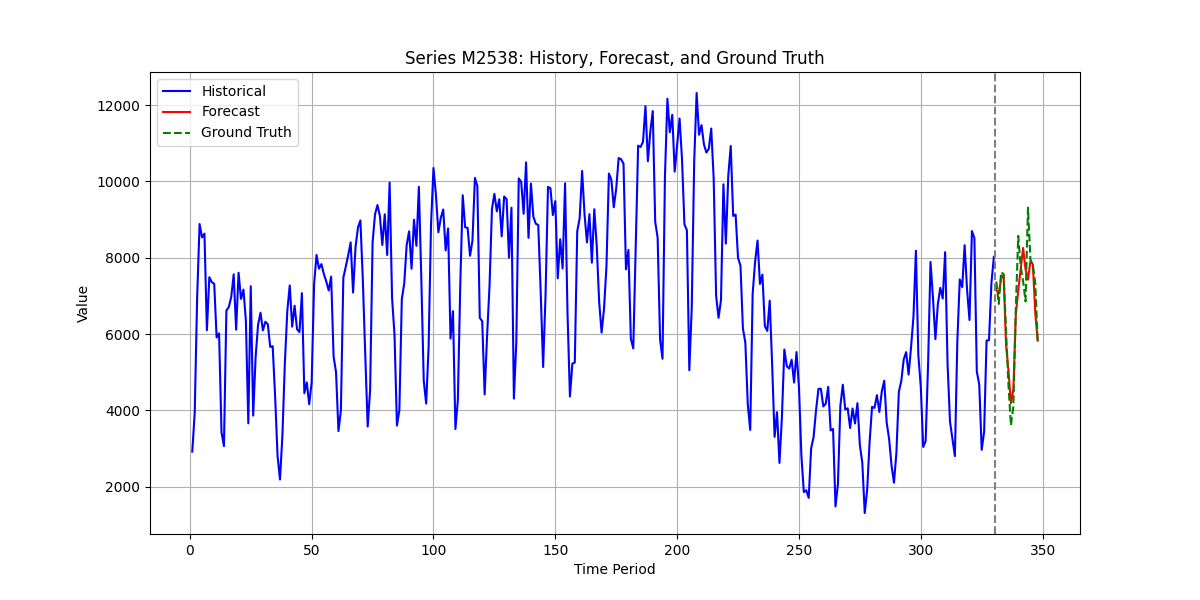 Series M2538: History, Forecast, and Ground Truth
Historical
Forecast
Ground Truth
12000
10000
8000
6000
4000
2000
Value
0 50 100 150 200 250 300 350
Time Period